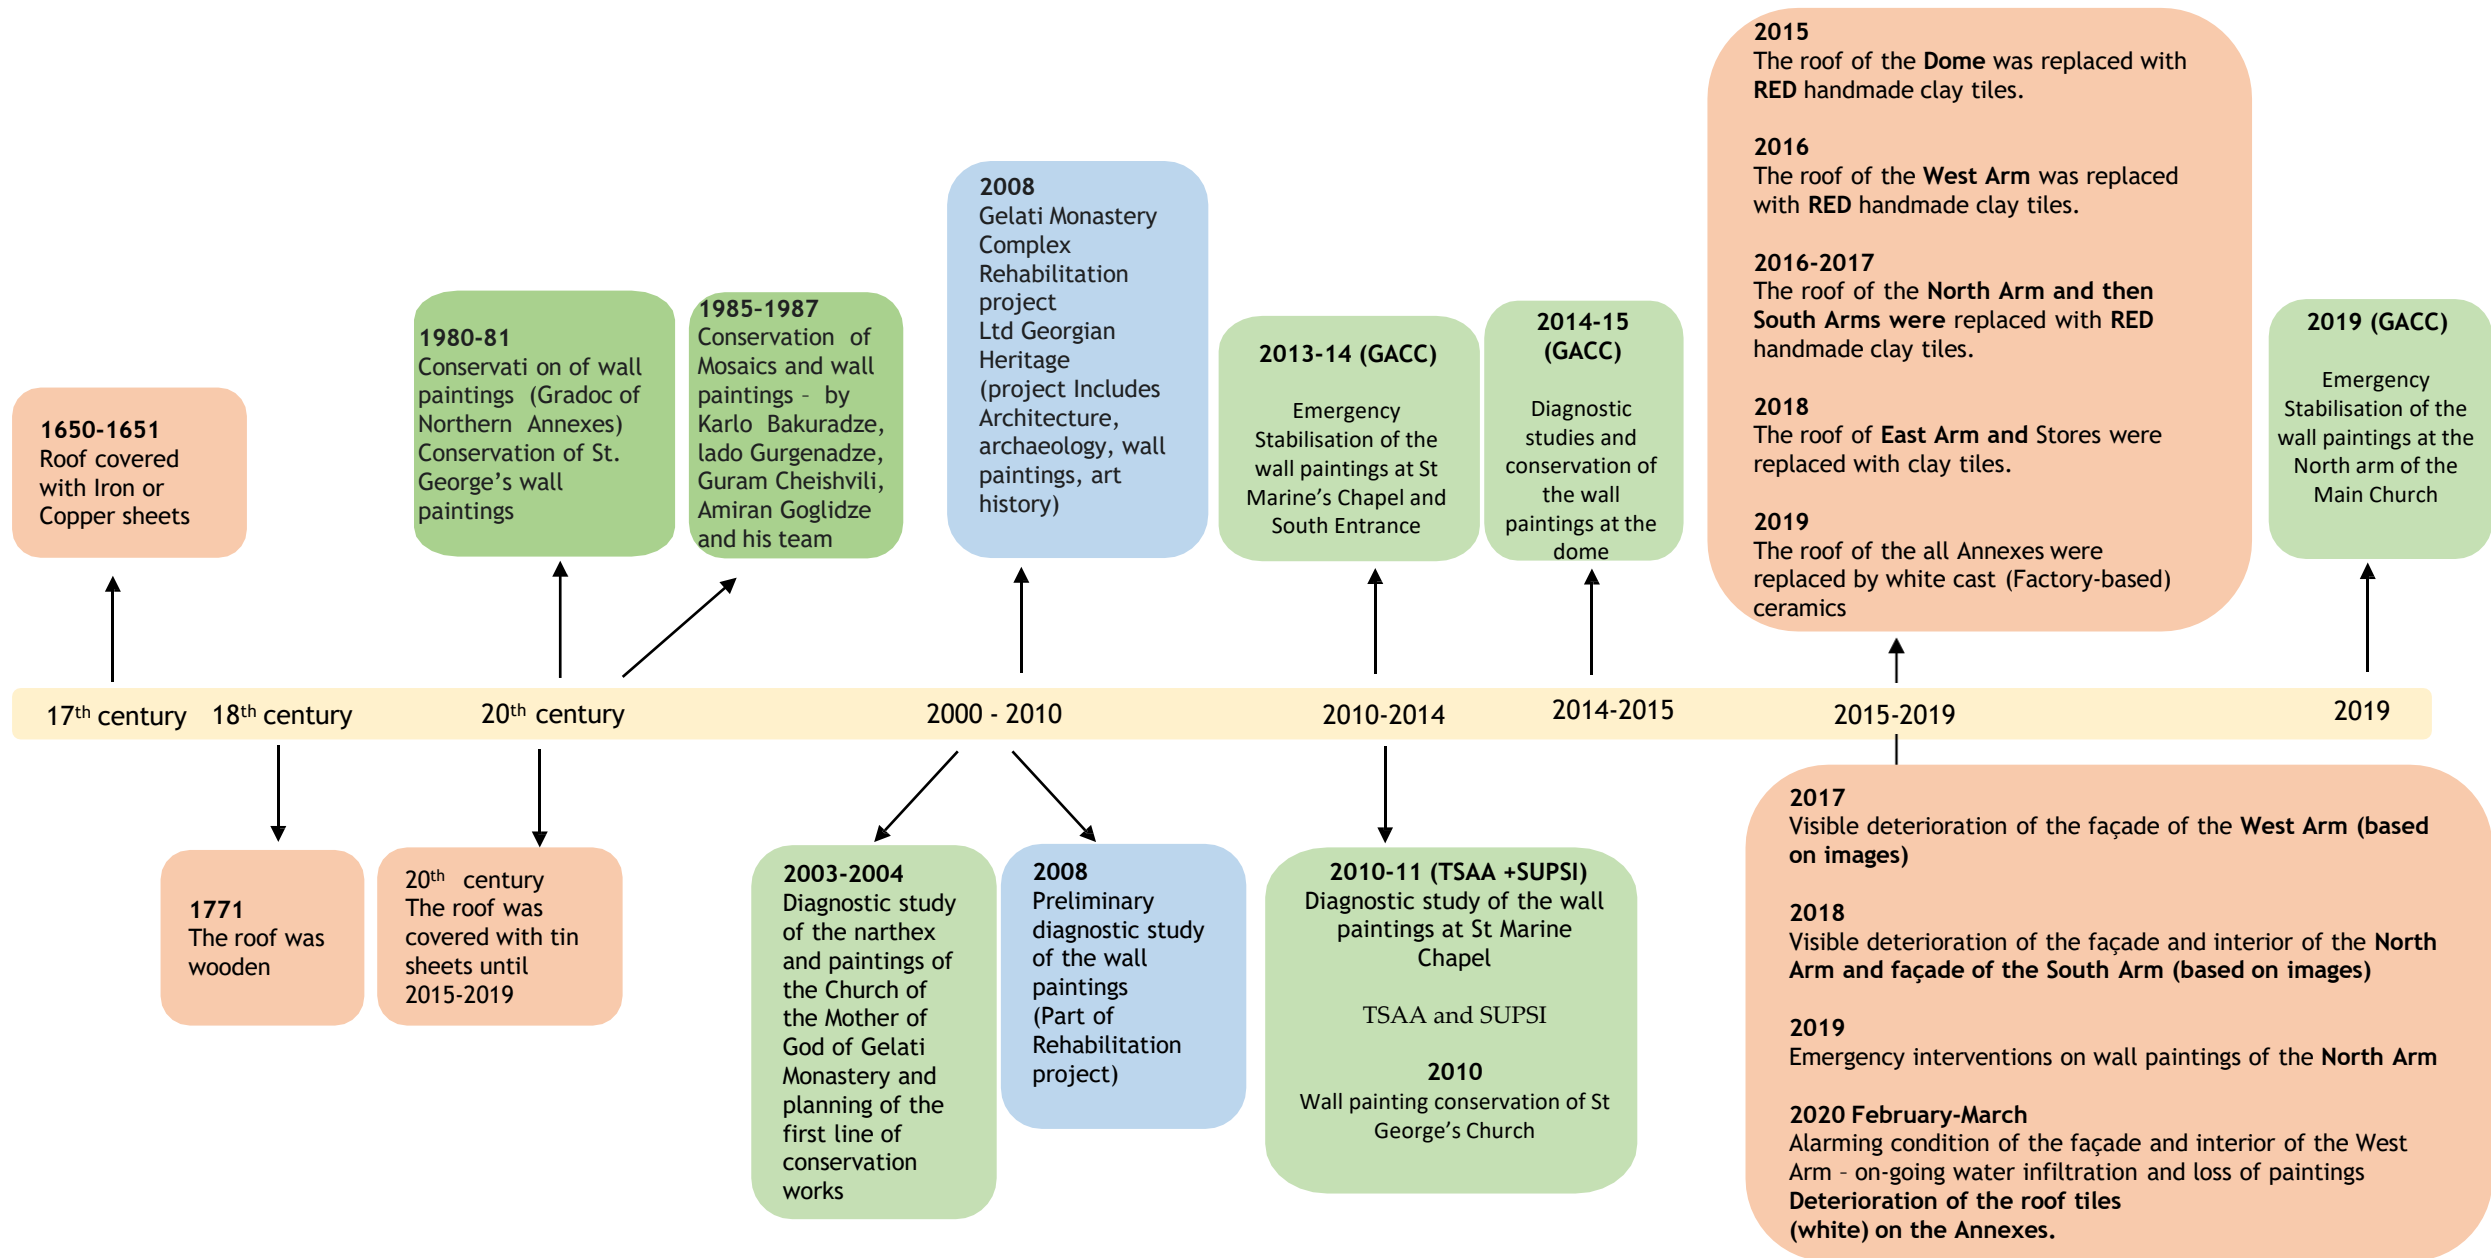 1650-1651
Roof covered
with Iron or
Copper sheets
1980-81
Conservati on of wall
paintings (Gradoc of
Northern Annexes)
Conservation of St.
George’s wall
paintings
1985-1987
Conservation of
Mosaics and wall
paintings – by
Karlo Bakuradze,
lado Gurgenadze,
Guram Cheishvili,
Amiran Goglidze
and his team
2008
Gelati Monastery
Complex
Rehabilitation
project
Ltd Georgian
Heritage
(project Includes
Architecture,
archaeology, wall
paintings, art
history)
2013-14 (GACC)
Emergency
Stabilisation of the
wall paintings at St
Marine’s Chapel and
South Entrance
2014-15
(GACC)
Diagnostic
studies and
conservation of
the wall
paintings at the
dome
2015
The roof of the Dome was replaced with
RED handmade clay tiles.
2016
The roof of the West Arm was replaced
with RED handmade clay tiles.
2016-2017
The roof of the North Arm and then
South Arms were replaced with RED
handmade clay tiles.
2018
The roof of East Arm and Stores were
replaced with clay tiles.
2019
The roof of the all Annexes were
replaced by white cast (Factory-based)
ceramics
2019 (GACC)
Emergency
Stabilisation of the
wall paintings at the
North arm of the
Main Church
17th century
18th century
20th century
2000 - 2010
2010-2014
2014-2015
2015-2019
2019
1771
The roof was
wooden
20th century
The roof was
covered with tin
sheets until
2015-2019
2003-2004
Diagnostic study
of the narthex
and paintings of
the Church of
the Mother of
God of Gelati
Monastery and
planning of the
first line of
conservation
works
2008
Preliminary
diagnostic study
of the wall
paintings
(Part of
Rehabilitation
project)
2010-11 (TSAA +SUPSI)
Diagnostic study of the wall
paintings at St Marine
Chapel
TSAA and SUPSI
2010
Wall painting conservation of St
George’s Church
2017
Visible deterioration of the façade of the West Arm (based
on images)
2018
Visible deterioration of the façade and interior of the North
Arm and façade of the South Arm (based on images)
2019
Emergency interventions on wall paintings of the North Arm
2020 February-March
Alarming condition of the façade and interior of the West
Arm – on-going water infiltration and loss of paintings
Deterioration of the roof tiles
(white) on the Annexes.